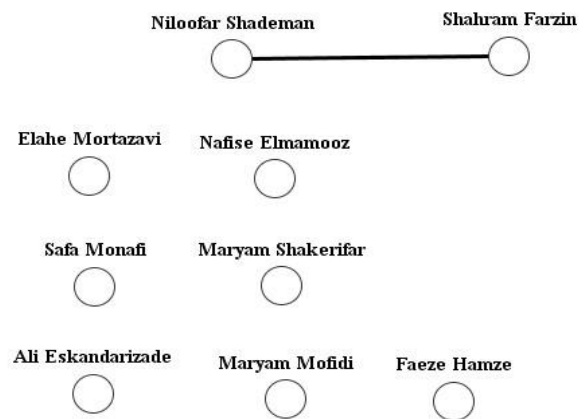 Niloofar Shademan
Shahram Farzin
Elahe Mortazavi
Nafise Elmamooz
Safa Monafi
Maryam Shakerifar
Ali Eskandarizade
Maryam Mofidi
Faeze Hamze